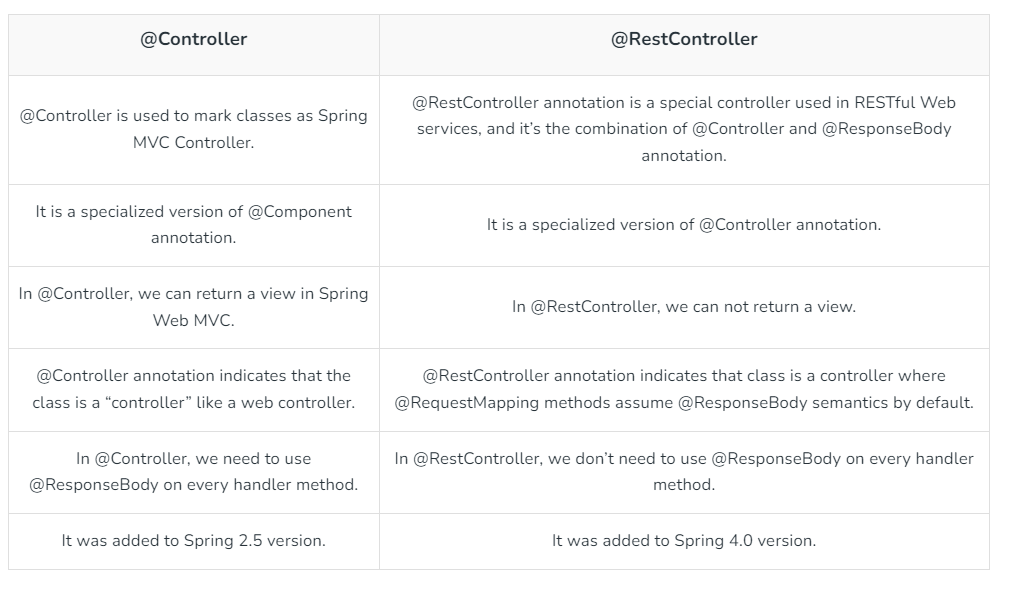 @Controller
@RestController
@Controller is used to mark classes as Spring
MVC Controller.
@RestController annotation is a special controller used in RESTful Web
services, and it’s the combination of @Controller and @ResponseBody
annotation.
It is a specialized version of @Component
annotation.
It is a specialized version of @Controller annotation.
In @Controller, we can return a view in Spring
Web MVC.
In @RestController, we can not return a view.
@Controller annotation indicates that the
class is a “controller” like a web controller.
@RestController annotation indicates that class is a controller where
@RequestMapping methods assume @ResponseBody semantics by default.
In @Controller, we need to use
@ResponseBody on every handler method.
In @RestController, we don’t need to use @ResponseBody on every handler
method.
It was added to Spring 2.5 version.
It was added to Spring 4.0 version.